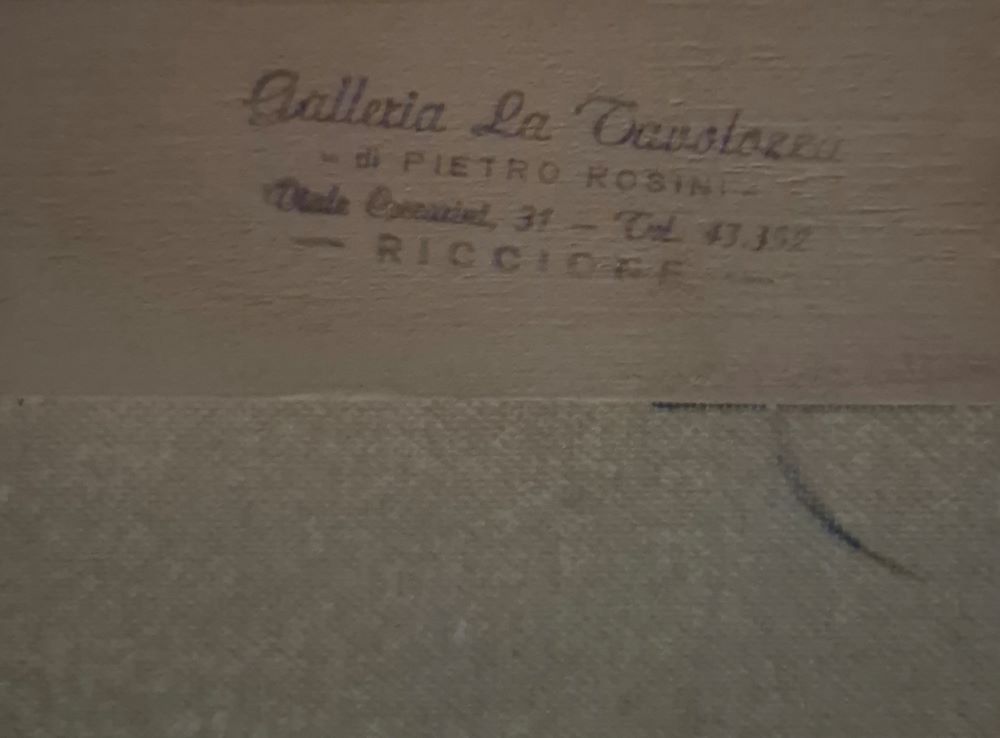 Galleria La Tavolozza
- di PIETRO ROSINI -
Viale Ceccarini, 31 - Tel. 43.352
- RICCIONE -